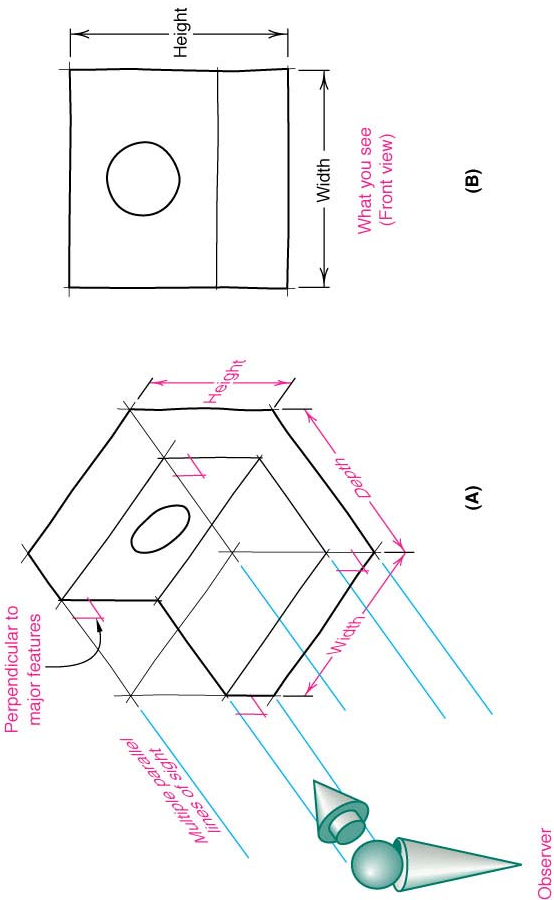 Perpendicular to
major features
Multiple parallel
lines of sight
Observer
Width
Depth
Height
(A)
Height
Width
What you see
(Front view)
(B)